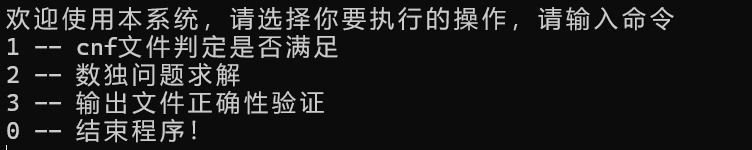 欢迎使用本系统，请选择你要执行的操作，请输入命令
1 -- cnf文件判定是否满足
2 -- 数独问题求解
3 -- 输出文件正确性验证
0 -- 结束程序！